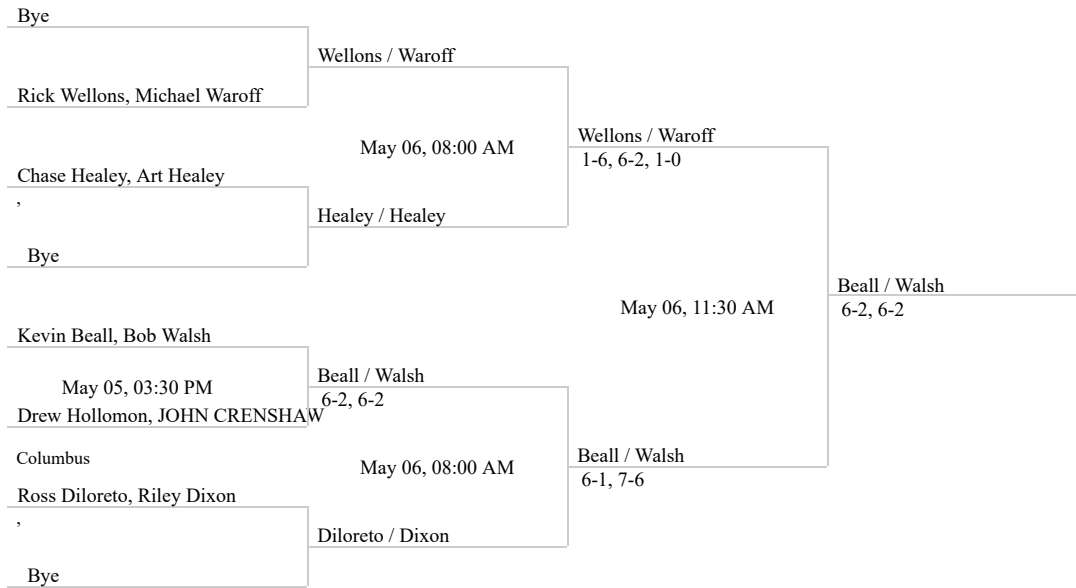 Bye
Wellons / Waroff
Rick Wellons, Michael Waroff
May 06, 08:00 AM
Wellons / Waroff
1-6, 6-2, 1-0
Chase Healey, Art Healey
,
Healey / Healey
Bye
May 06, 11:30 AM
Beall / Walsh
6-2, 6-2
Kevin Beall, Bob Walsh
May 05, 03:30 PM
Beall / Walsh
6-2, 6-2
Drew Hollomon, JOHN CRENSHAW
Columbus
May 06, 08:00 AM
Beall / Walsh
6-1, 7-6
Ross Diloreto, Riley Dixon
,
Diloreto / Dixon
Bye